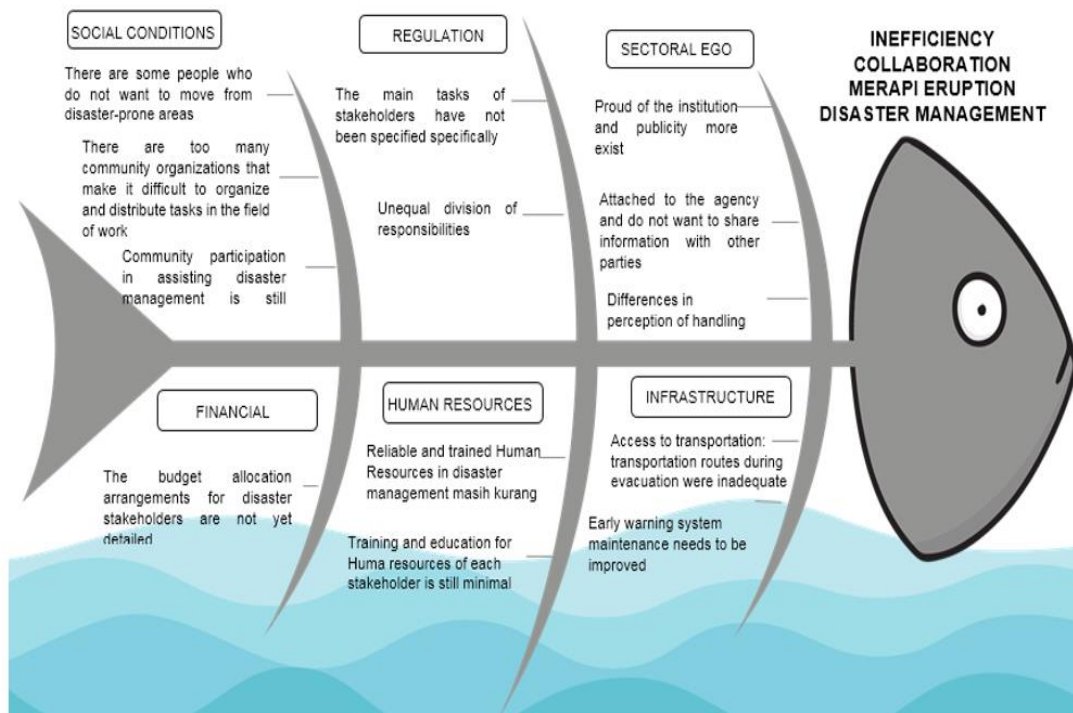 SOCIAL CONDITIONS
There are some people who
do not want to move from
disaster-prone areas
There are too many
community organizations that
make it difficult to organize
and distribute tasks in the field
of work
Community participation
in assisting disaster
management is still
REGULATION
The main tasks of
stakeholders have not
been specified specifically
Unequal division of
responsibilities
SECTORAL EGO
Proud of the institution
and publicity more
exist
Attached to the agency
and do not want to share
information with other
parties
Differences in
perception of handling
INEFFICIENCY
COLLABORATION
MERAPI ERUPTION
DISASTER MANAGEMENT
FINANCIAL
The budget allocation
arrangements for disaster
stakeholders are not yet
detailed
HUMAN RESOURCES
Reliable and trained Human
Resources in disaster
management masih kurang
Training and education for
Huma resources of each
stakeholder is still minimal
INFRASTRUCTURE
Access to transportation:
transportation routes during
evacuation were inadequate
Early warning system
maintenance needs to be
improved